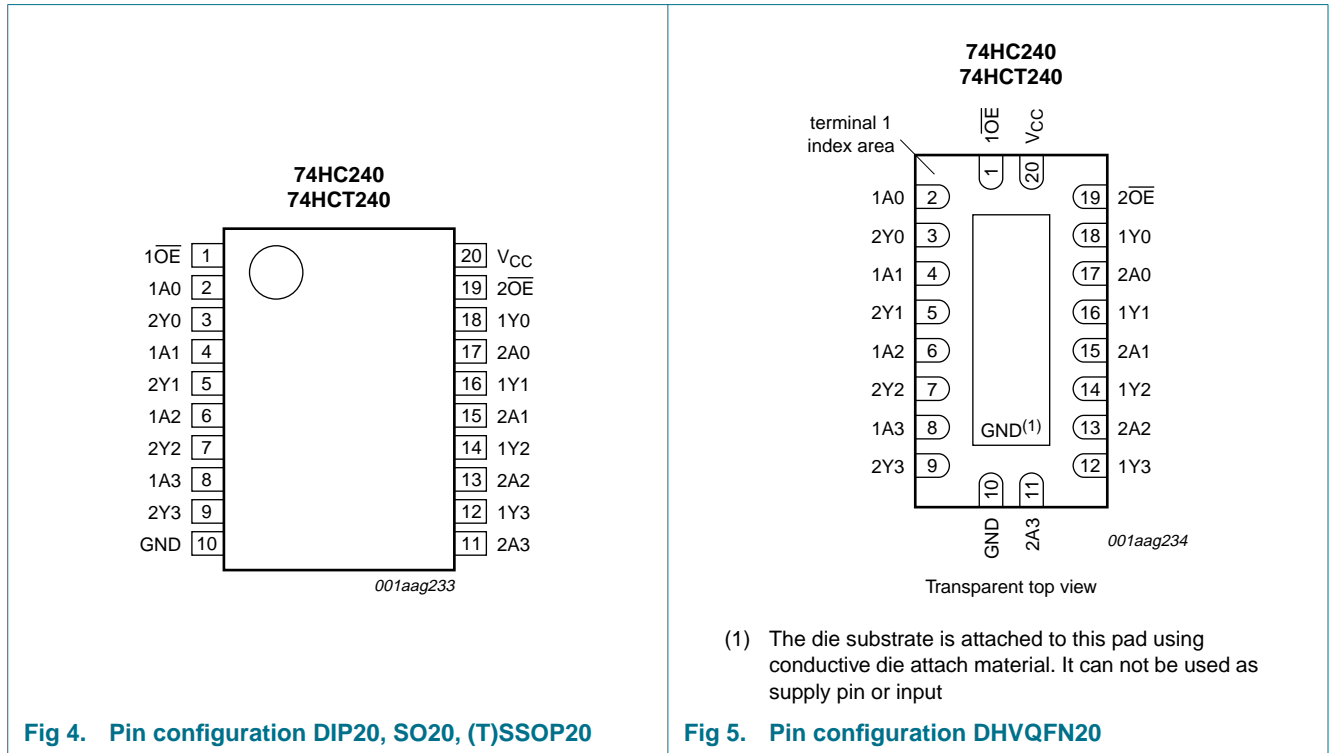 74HC240
74HCT240
1O̅E̅ 1
1A0 2
2Y0 3
1A1 4
2Y1 5
1A2 6
2Y2 7
1A3 8
2Y3 9
GND 10
20 VCC
19 2O̅E̅
18 1Y0
17 2A0
16 1Y1
15 2A1
14 1Y2
13 2A2
12 1Y3
11 2A3
001aag233
Fig 4. Pin configuration DIP20, SO20, (T)SSOP20
74HC240
74HCT240
terminal 1
index area
1O̅E̅
VCC
1
20
1A0 2
2Y0 3
1A1 4
2Y1 5
1A2 6
2Y2 7
1A3 8
2Y3 9
19 2O̅E̅
18 1Y0
17 2A0
16 1Y1
15 2A1
14 1Y2
13 2A2
12 1Y3
GND(1)
10
11
GND
2A3
001aag234
Transparent top view
(1) The die substrate is attached to this pad using
conductive die attach material. It can not be used as
supply pin or input
Fig 5. Pin configuration DHVQFN20